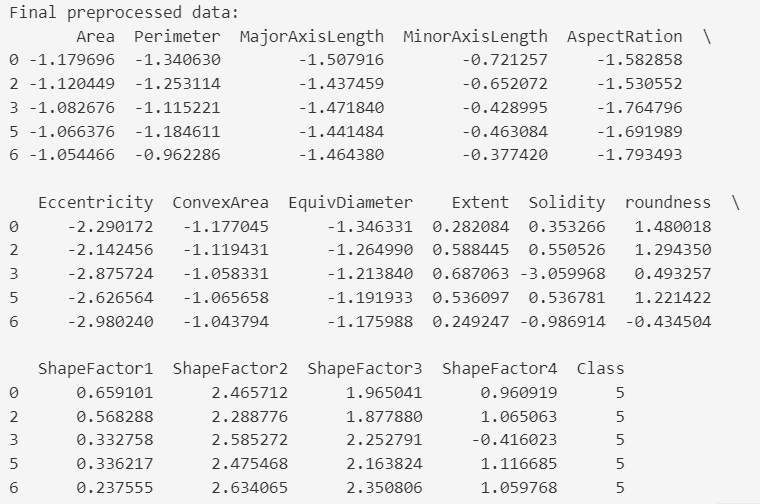 Final preprocessed data:
Area Perimeter MajorAxisLength MinorAxisLength AspectRation \
0 -1.179696 -1.340630 -1.507916 -0.721257 -1.582858
2 -1.120449 -1.253114 -1.437459 -0.652072 -1.530552
3 -1.082676 -1.115221 -1.471840 -0.428995 -1.764796
5 -1.066376 -1.184611 -1.441484 -0.463084 -1.691989
6 -1.054466 -0.962286 -1.464380 -0.377420 -1.793493
Eccentricity ConvexArea EquivDiameter Extent Solidity roundness \
0 -2.290172 -1.177045 -1.346331 0.282084 0.353266 1.480018
2 -2.142456 -1.119431 -1.264990 0.588445 0.550526 1.294350
3 -2.875724 -1.058331 -1.213840 0.687063 -3.059968 0.493257
5 -2.626564 -1.065658 -1.191933 0.536097 0.536781 1.221422
6 -2.980240 -1.043794 -1.175988 0.249247 -0.986914 -0.434504
ShapeFactor1 ShapeFactor2 ShapeFactor3 ShapeFactor4 Class
0 0.659101 2.465712 1.965041 0.960919 5
2 0.568288 2.288776 1.877880 1.065063 5
3 0.332758 2.585272 2.252791 -0.416023 5
5 0.336217 2.475468 2.163824 1.116685 5
6 0.237555 2.634065 2.350806 1.059768 5